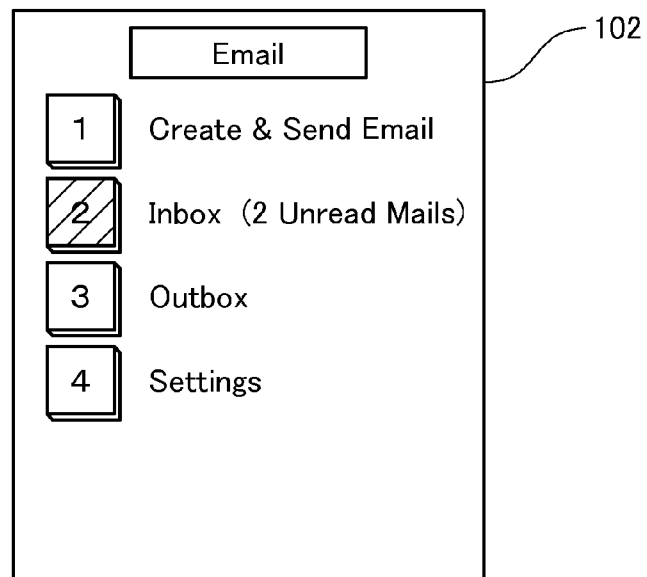 Email
102
1 Create & Send Email
2 Inbox (2 Unread Mails)
3 Outbox
4 Settings